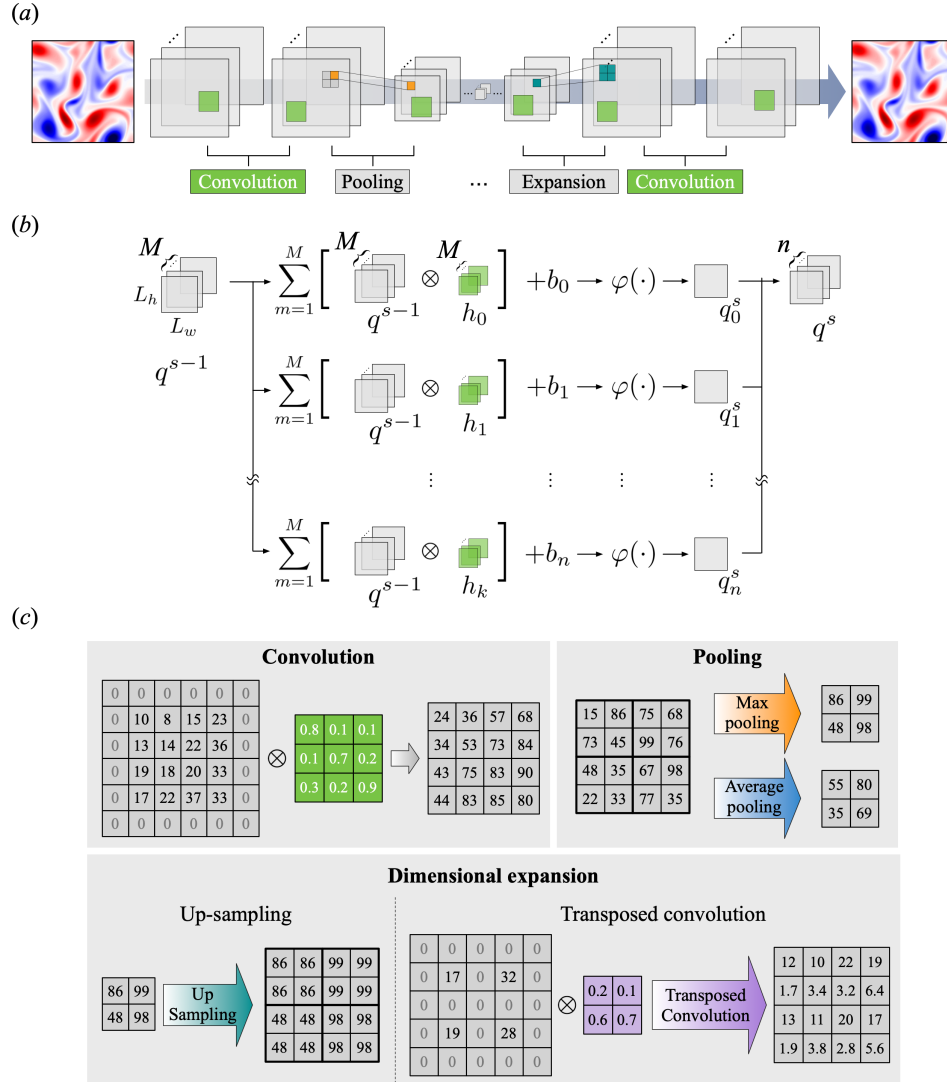 (a)
Convolution Pooling ... Expansion Convolution
(b)
M L_h L_w q^{s-1}
\sum_{m=1}^{M} [ M q^{s-1} ⊗ M h_0 ] +b_0 → φ(·) → q_0^s
n q^s
\sum_{m=1}^{M} [ q^{s-1} ⊗ h_1 ] +b_1 → φ(·) → q_1^s
⋮ ⋮ ⋮ ⋮
\sum_{m=1}^{M} [ q^{s-1} ⊗ h_k ] +b_n → φ(·) → q_n^s
(c)
Convolution
0 0 0 0 0 0
0 10 8 15 23 0
0 13 14 22 36 0
0 19 18 20 33 0
0 17 22 37 33 0
0 0 0 0 0 0
⊗
0.8 0.1 0.1
0.1 0.7 0.2
0.3 0.2 0.9
24 36 57 68
34 53 73 84
43 75 83 90
44 83 85 80
Pooling
15 86 75 68
73 45 99 76
48 35 67 98
22 33 77 35
Max
pooling
86 99
48 98
Average
pooling
55 80
35 69
Dimensional expansion
Up-sampling
86 99
48 98
Up
Sampling
86 86 99 99
86 86 99 99
48 48 98 98
48 48 98 98
Transposed convolution
0 0 0 0 0
0 17 0 32 0
0 0 0 0 0
0 19 0 28 0
0 0 0 0 0
⊗
0.2 0.1
0.6 0.7
Transposed
Convolution
12 10 22 19
1.7 3.4 3.2 6.4
13 11 20 17
1.9 3.8 2.8 5.6